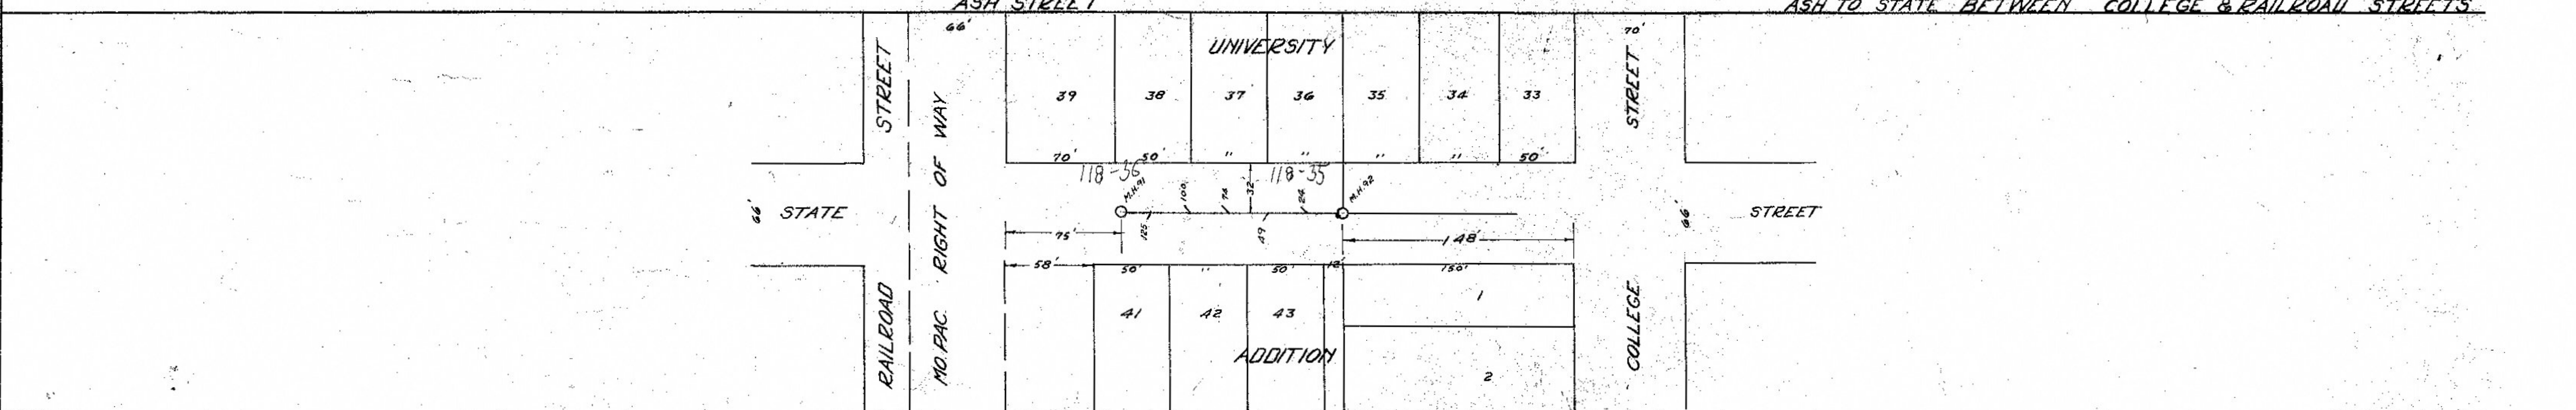 ASH STREET
ASH TO STATE BETWEEN COLLEGE & RAILROAD STREETS
66'
70'
STREET
MO. PAC. RIGHT OF WAY
UNIVERSITY
STREET
39 38 37 36 35 34 33
70' 50' " " " " 50'
118-36 118-35
M.H.91 100 74 32 24 M.H.92
66' STATE
66' STREET
125 49
75' 148'
58' 50' " 50' 12' 150'
RAILROAD
COLLEGE
41 42 43
1
ADDITION
2